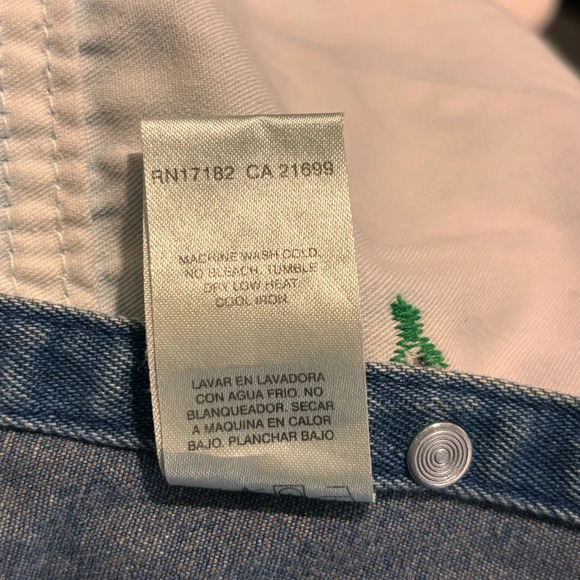 RN17182 CA 21699
MACHINE WASH COLD.
NO BLEACH. TUMBLE
DRY LOW HEAT.
COOL IRON.
LAVAR EN LAVADORA
CON AGUA FRIO. NO
BLANQUEADOR. SECAR
A MAQUINA EN CALOR
BAJO. PLANCHAR BAJO.